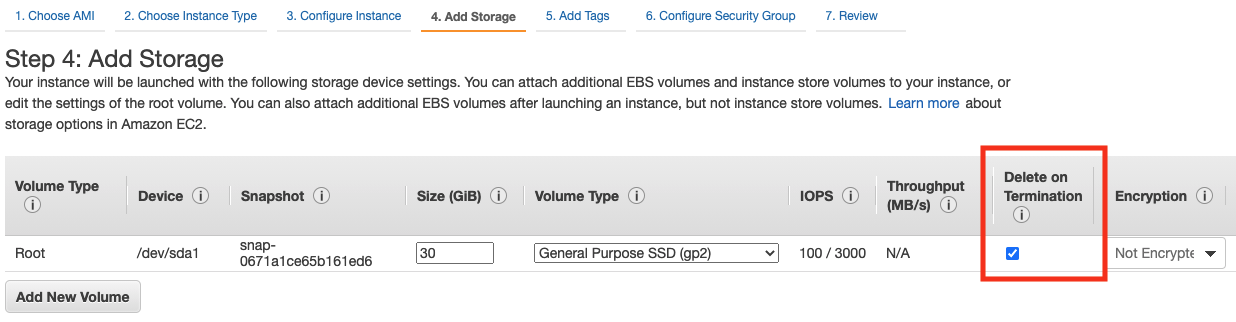 1. Choose AMI 2. Choose Instance Type 3. Configure Instance 4. Add Storage 5. Add Tags 6. Configure Security Group 7. Review
Step 4: Add Storage
Your instance will be launched with the following storage device settings. You can attach additional EBS volumes and instance store volumes to your instance, or
edit the settings of the root volume. You can also attach additional EBS volumes after launching an instance, but not instance store volumes. Learn more about
storage options in Amazon EC2.
Volume Type i Device i Snapshot i Size (GiB) i Volume Type i IOPS i Throughput (MB/s) i Delete on Termination i Encryption i
Root /dev/sda1 snap-0671a1ce65b161ed6 30 General Purpose SSD (gp2) 100 / 3000 N/A Not Encrypte
Add New Volume